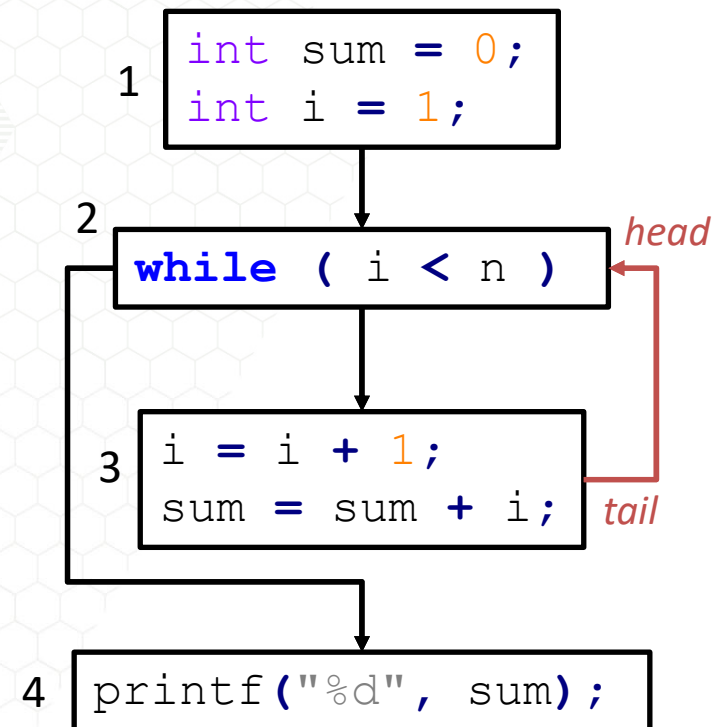 1
int sum = 0;
int i = 1;
2
head
while ( i < n )
3
i = i + 1;
sum = sum + i;
tail
4
printf("%d", sum);